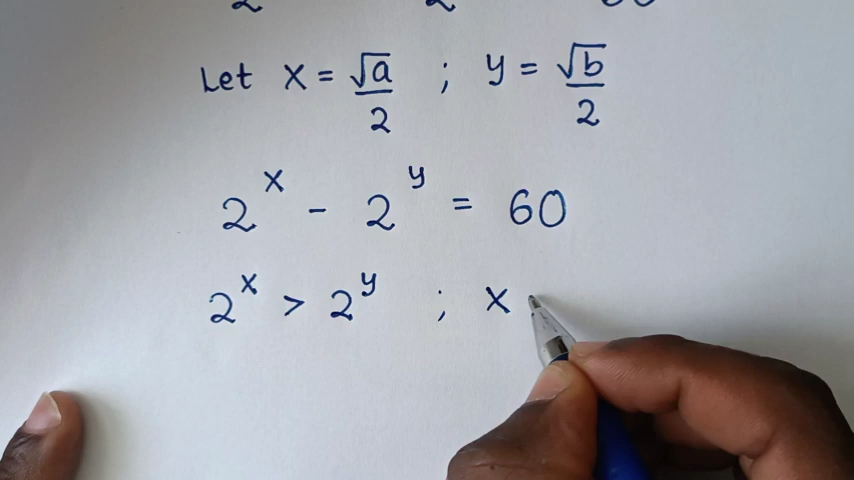 Let x = √a/2 ; y = √b/2
2^x - 2^y = 60
2^x > 2^y ; x